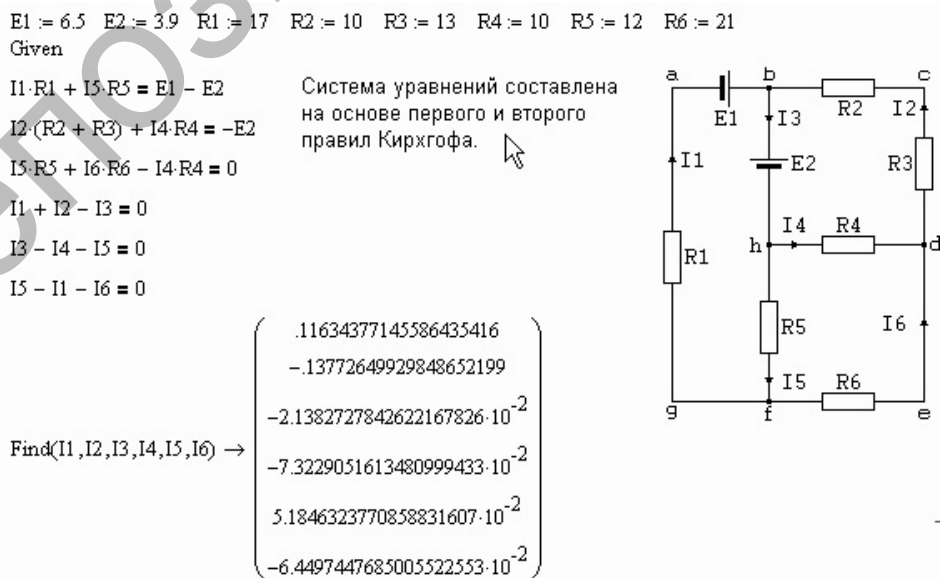 E1 := 6.5 E2 := 3.9 R1 := 17 R2 := 10 R3 := 13 R4 := 10 R5 := 12 R6 := 21
Given
I1·R1 + I5·R5 = E1 − E2
I2·(R2 + R3) + I4·R4 = −E2
I5·R5 + I6·R6 − I4·R4 = 0
I1 + I2 − I3 = 0
I3 − I4 − I5 = 0
I5 − I1 − I6 = 0
Система уравнений составлена
на основе первого и второго
правил Кирхгофа.
Find(I1,I2,I3,I4,I5,I6) →
.11634377145586435416
−.13772649929848652199
−2.1382727842622167826·10⁻²
−7.3229051613480999433·10⁻²
5.1846323770858831607·10⁻²
−6.4497447685005522553·10⁻²
a b c
E1 I3 R2 I2
I1 E2 R3
I4 R4
h d
R1
R5 I6
I5 R6
g f e